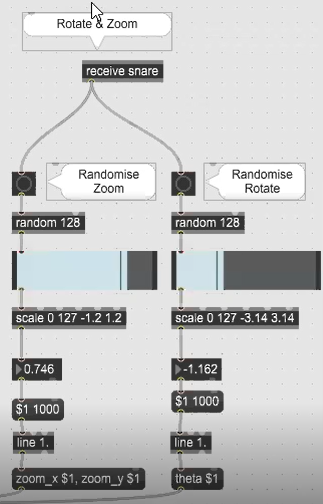 Rotate & Zoom
receive snare
Randomise
Zoom
Randomise
Rotate
random 128
random 128
scale 0 127 -1.2 1.2
scale 0 127 -3.14 3.14
0.746
-1.162
$1 1000
$1 1000
line 1.
line 1.
zoom_x $1, zoom_y $1
theta $1